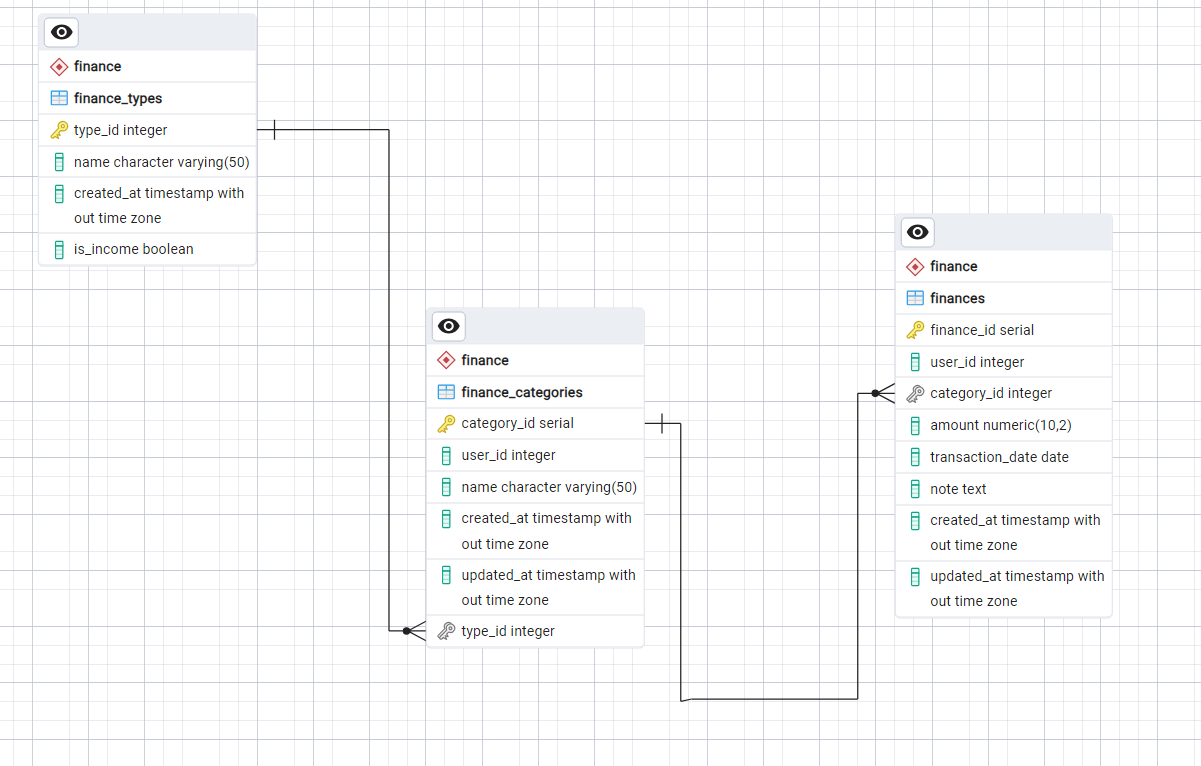 finance
finance_types
type_id integer
name character varying(50)
created_at timestamp with
out time zone
is_income boolean
finance
finance_categories
category_id serial
user_id integer
name character varying(50)
created_at timestamp with
out time zone
updated_at timestamp with
out time zone
type_id integer
finance
finances
finance_id serial
user_id integer
category_id integer
amount numeric(10,2)
transaction_date date
note text
created_at timestamp with
out time zone
updated_at timestamp with
out time zone